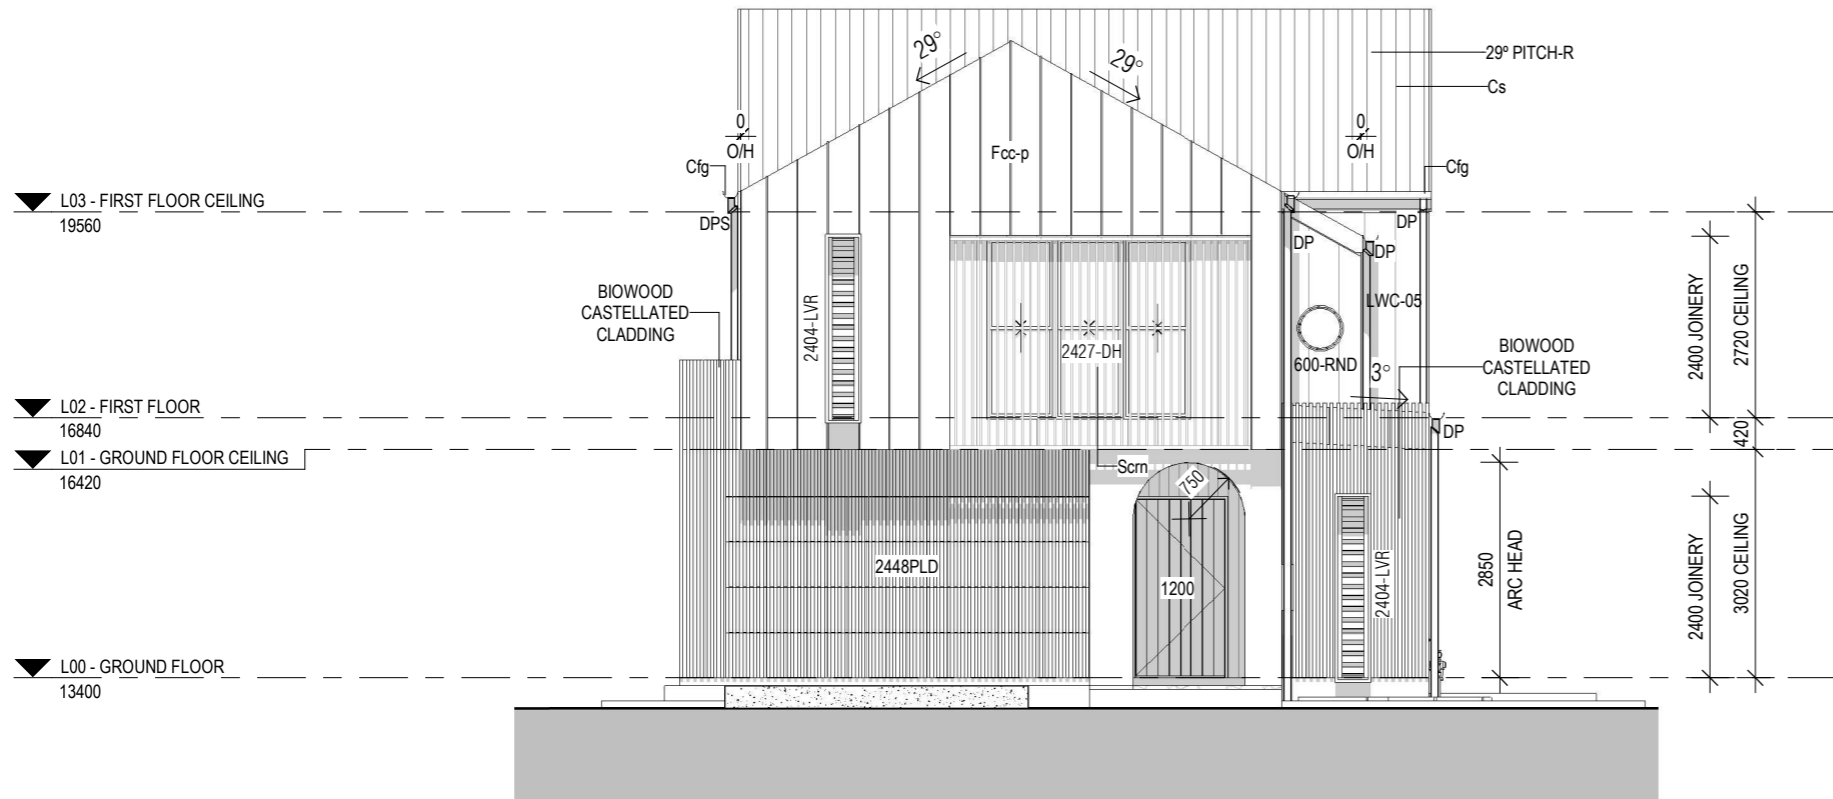 29°
29°
29º PITCH-R
Cs
0
O/H
0
O/H
Fcc-p
Cfg
Cfg
L03 - FIRST FLOOR CEILING
19560
DPS
DP
DP
DP
BIOWOOD
CASTELLATED
CLADDING
2404-LVR
2427-DH
LWC-05
600-RND
3°
BIOWOOD
CASTELLATED
CLADDING
2400 JOINERY
2720 CEILING
L02 - FIRST FLOOR
16840
DP
420
L01 - GROUND FLOOR CEILING
16420
Scrn
750
2448PLD
1200
2404-LVR
2850
ARC HEAD
2400 JOINERY
3020 CEILING
L00 - GROUND FLOOR
13400